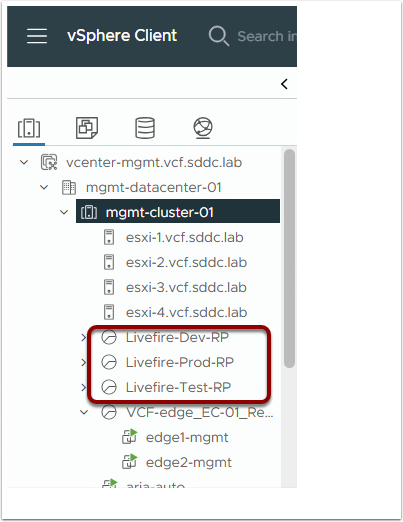 vSphere Client
Search in
vcenter-mgmt.vcf.sddc.lab
mgmt-datacenter-01
mgmt-cluster-01
esxi-1.vcf.sddc.lab
esxi-2.vcf.sddc.lab
esxi-3.vcf.sddc.lab
esxi-4.vcf.sddc.lab
Livefire-Dev-RP
Livefire-Prod-RP
Livefire-Test-RP
VCF-edge_EC-01_Re...
edge1-mgmt
edge2-mgmt
aria-auto